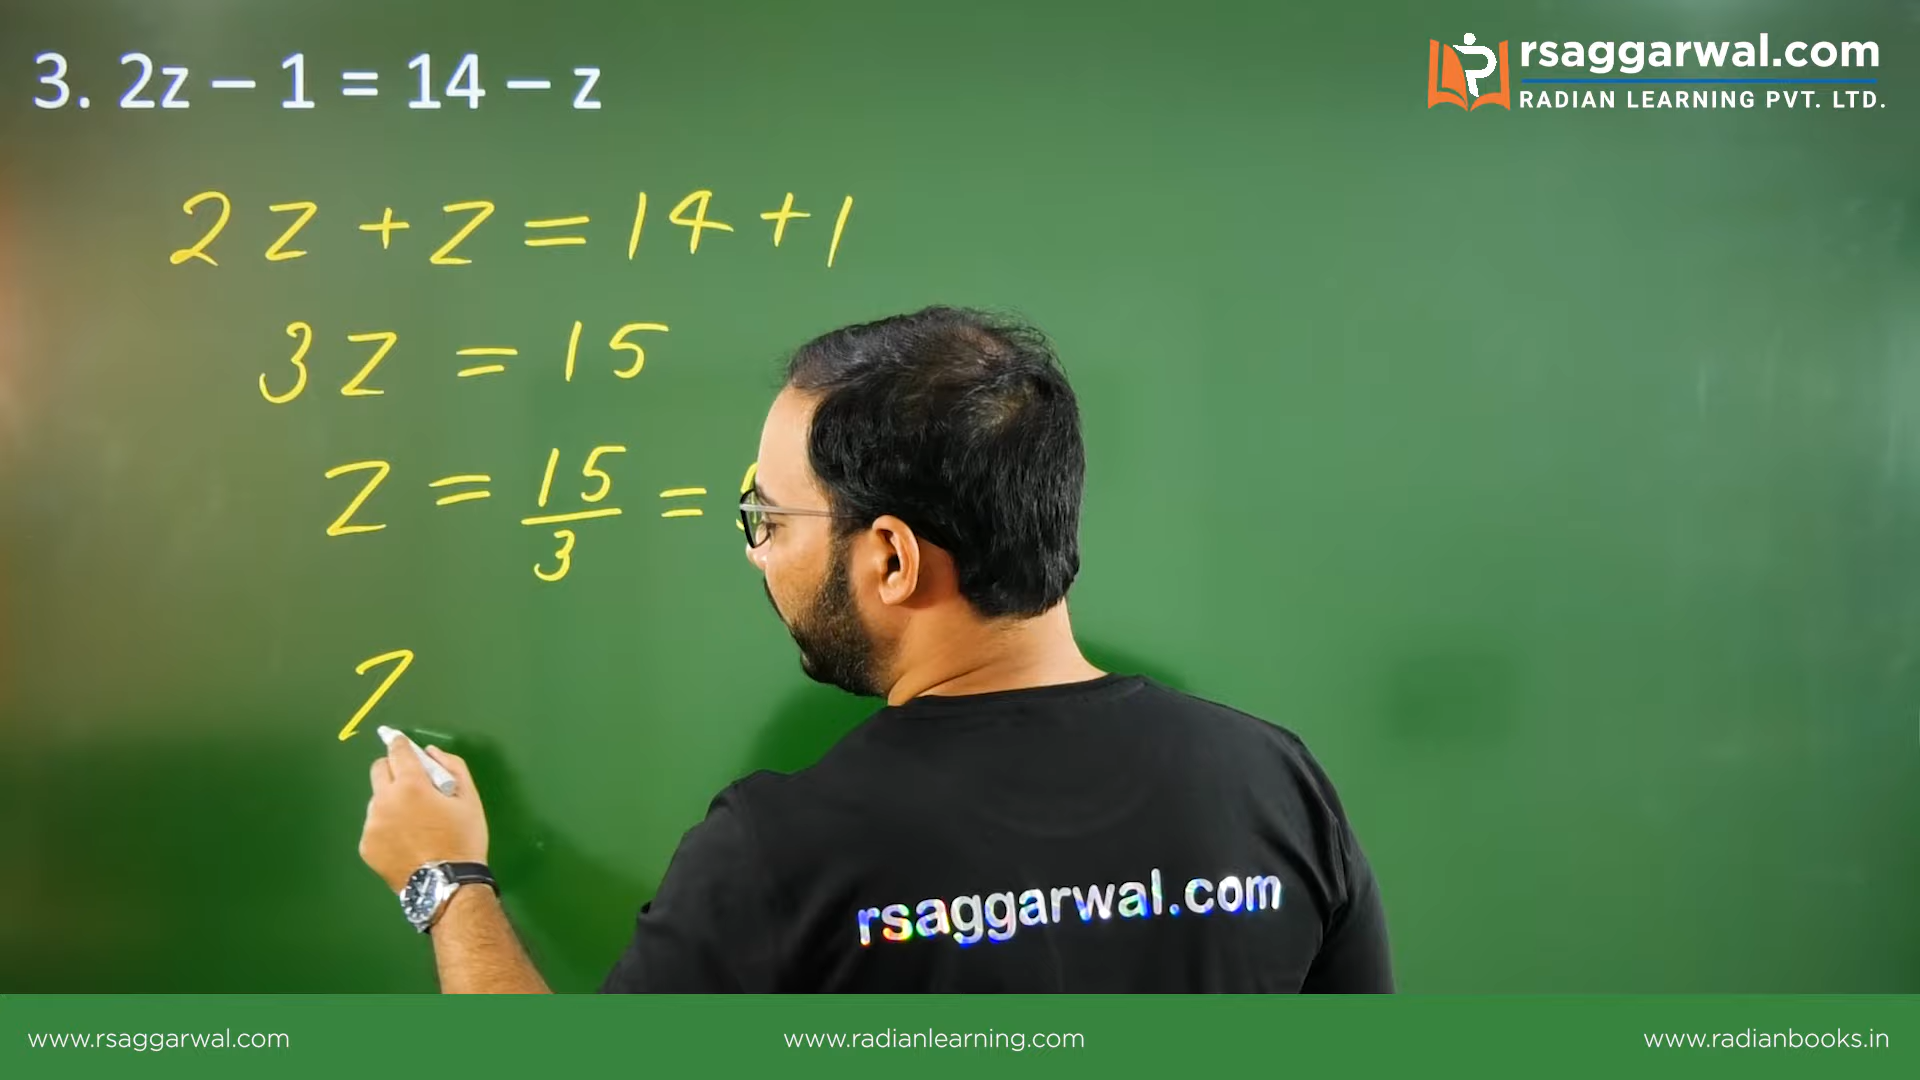 3. 2z – 1 = 14 – z
rsaggarwal.com
RADIAN LEARNING PVT. LTD.
2z + z = 14 + 1
3z = 15
z = 15/3 =
z
rsaggarwal.com
www.rsaggarwal.com
www.radianlearning.com
www.radianbooks.in